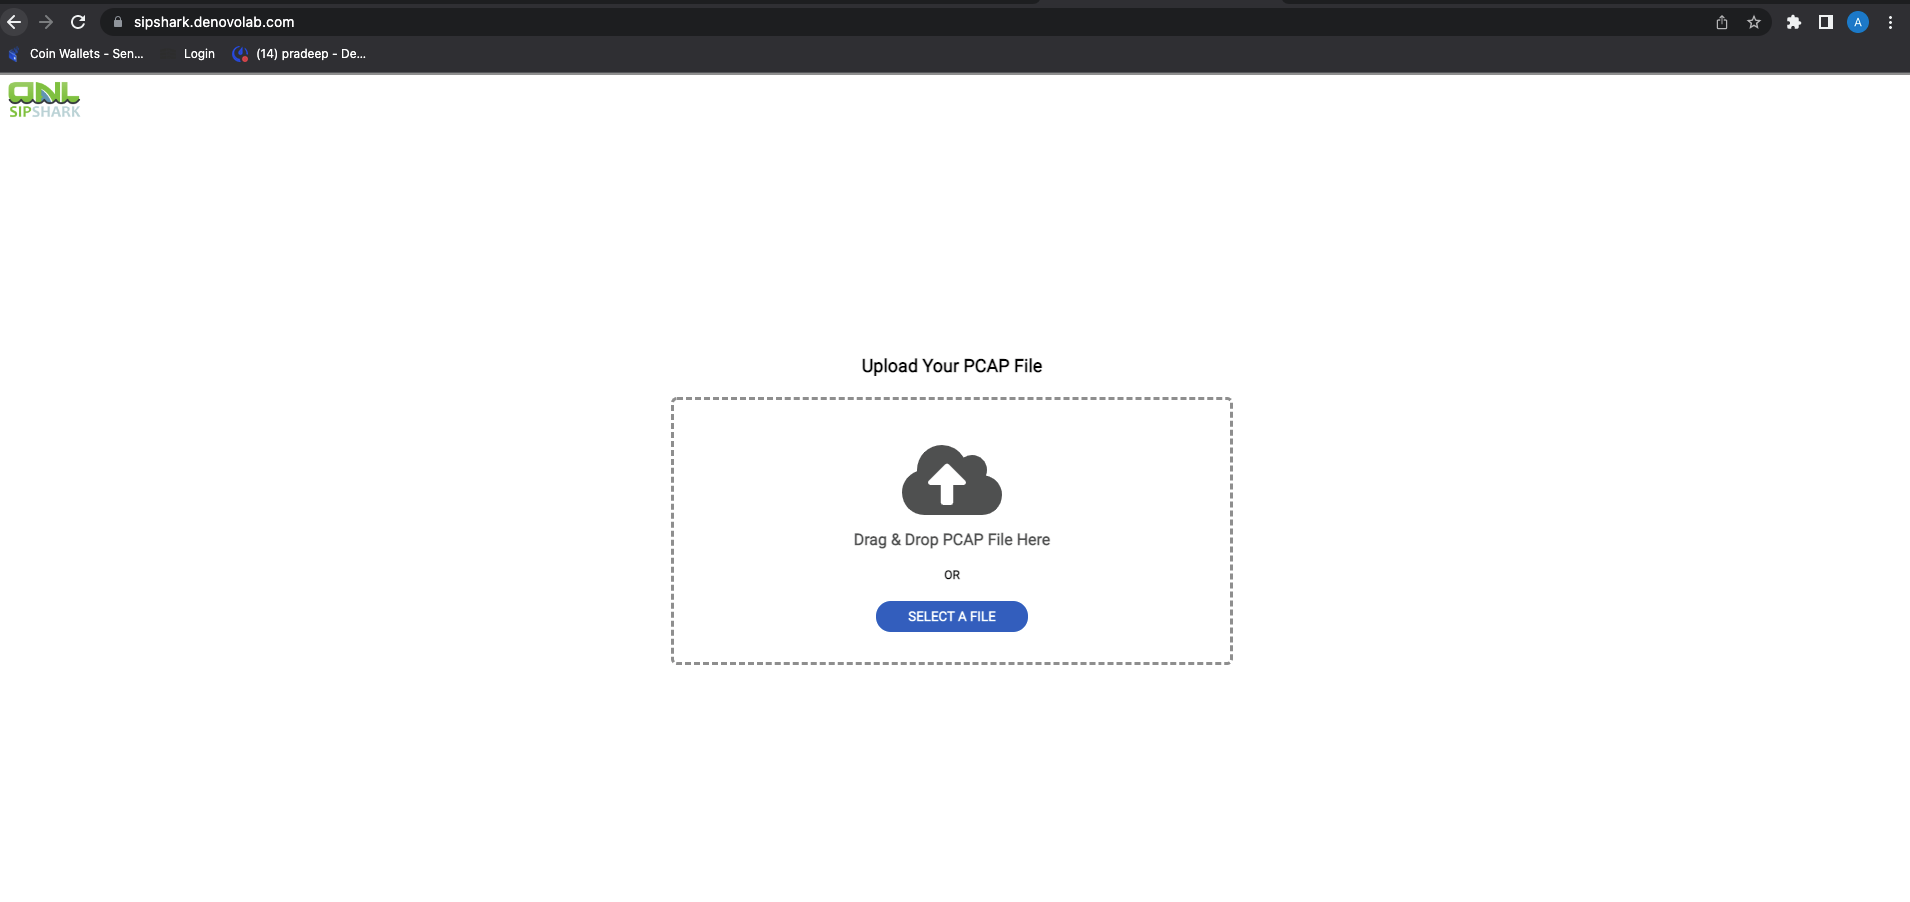 sipshark.denovolab.com
A
Coin Wallets - Sen...
Login
(14) pradeep - De...
DNL
SIPSHARK
Upload Your PCAP File
Drag & Drop PCAP File Here
OR
SELECT A FILE